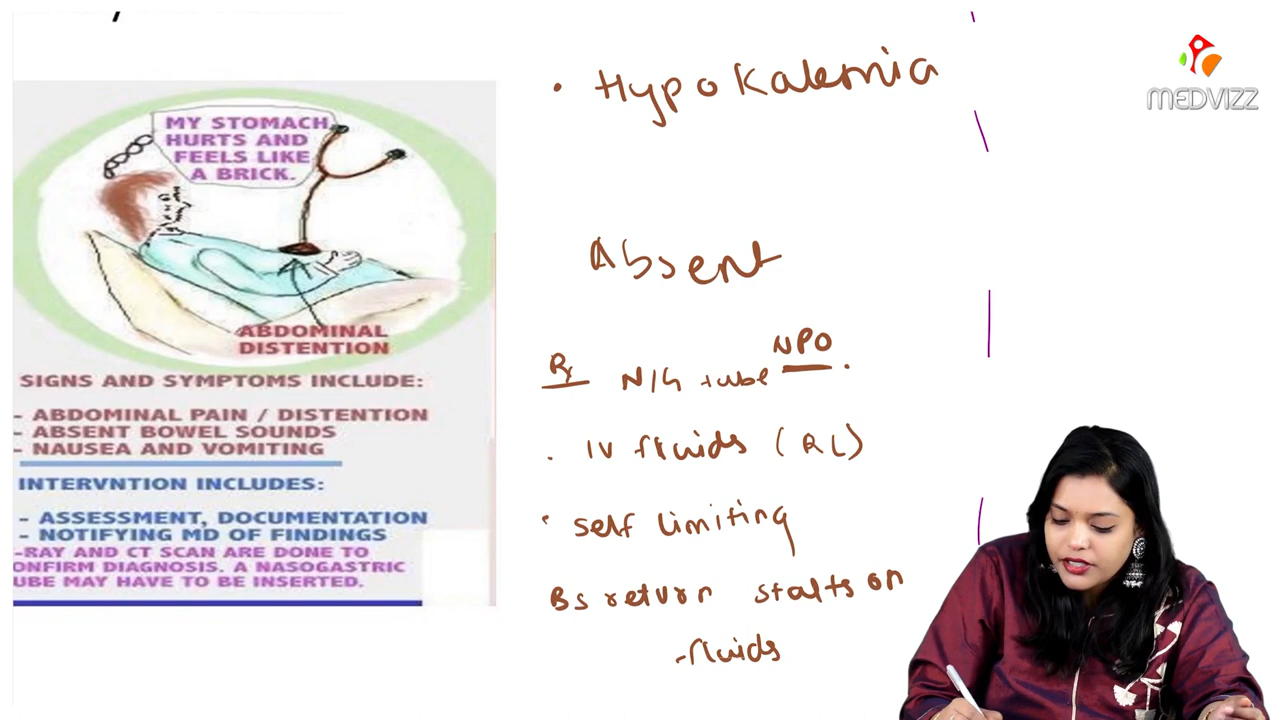 MY STOMACH
HURTS AND
FEELS LIKE
A BRICK.
ABDOMINAL
DISTENTION
SIGNS AND SYMPTOMS INCLUDE:
- ABDOMINAL PAIN / DISTENTION
- ABSENT BOWEL SOUNDS
- NAUSEA AND VOMITING
INTERVNTION INCLUDES:
- ASSESSMENT, DOCUMENTATION
- NOTIFYING MD OF FINDINGS
-RAY AND CT SCAN ARE DONE TO
ONFIRM DIAGNOSIS. A NASOGASTRIC
UBE MAY HAVE TO BE INSERTED.
• Hypokalemia
Absent
Rx N/G tube NPO.
. IV fluids (RL)
• self limiting
Bs return starts on
fluids
MEDVIZZ